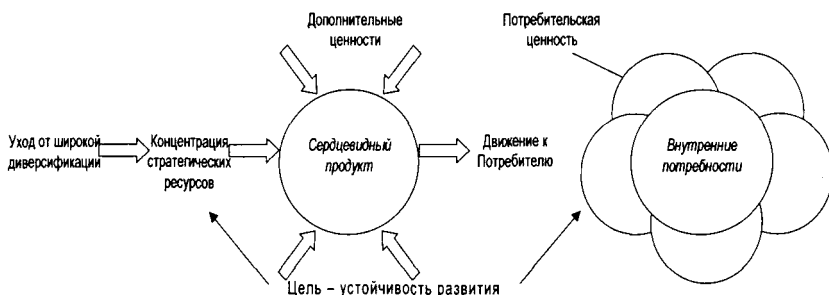 Дополнительные
ценности
Потребительская
ценность
Уход от широкой
диверсификации
Концентрация
стратегических
ресурсов
Сердцевидный
продукт
Движение к
Потребителю
Внутренние
потребности
Цель – устойчивость развития